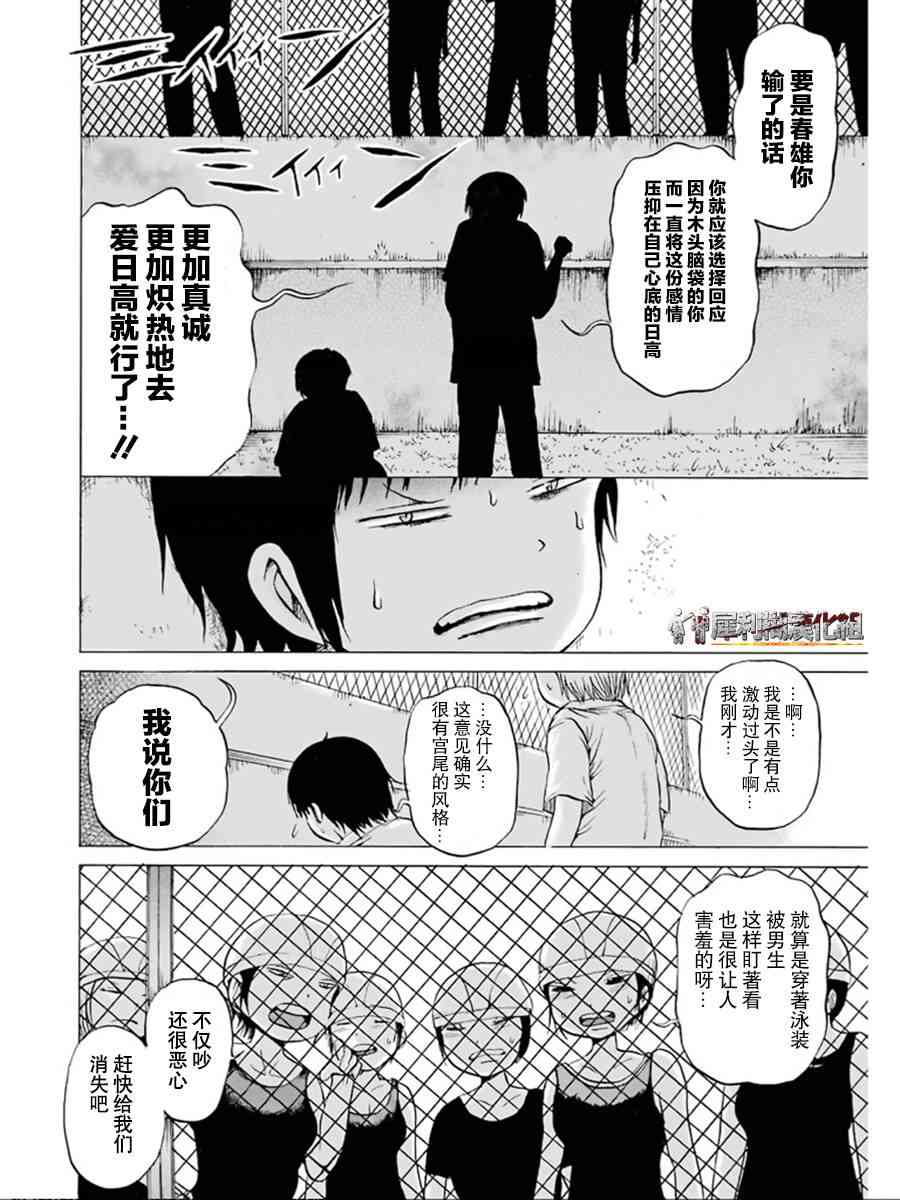 ミィィィン
要是春雄你
输了的话
ミィィィン
你就应该选择回应
因为木头脑袋的你
而一直将这份感情
压抑在自己心底的日高
更加真诚
更加炽热地去
爱日高就行了…!!
犀利擼漢化组
…啊…
我是不是有点
激动过头了啊…
我刚才…
…没什么…
这意见确实
很有宫尾的风格…
我说你们
就算是穿著泳装
被男生
这样盯著看
也是很让人
害羞的呀…
不仅吵
还很恶心
赶快给我们
消失吧